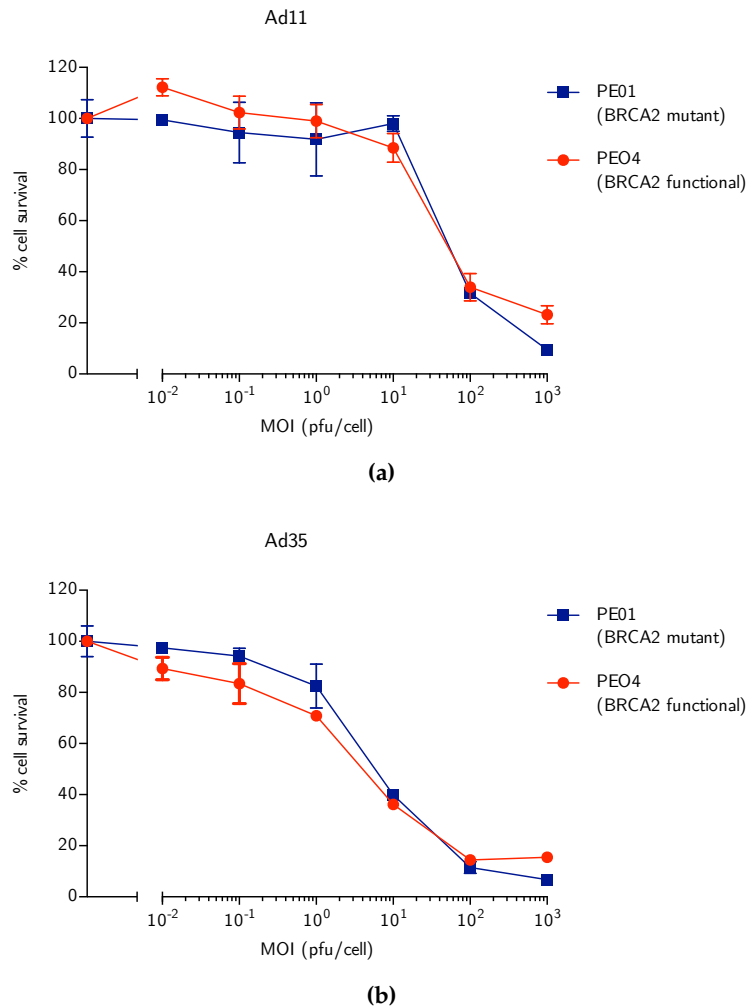 Ad11
120
100
80
60
40
20
0
% cell survival
10-2 10-1 100 101 102 103
MOI (pfu/cell)
PE01
(BRCA2 mutant)
PEO4
(BRCA2 functional)
(a)
Ad35
120
100
80
60
40
20
0
% cell survival
10-2 10-1 100 101 102 103
MOI (pfu/cell)
PE01
(BRCA2 mutant)
PEO4
(BRCA2 functional)
(b)